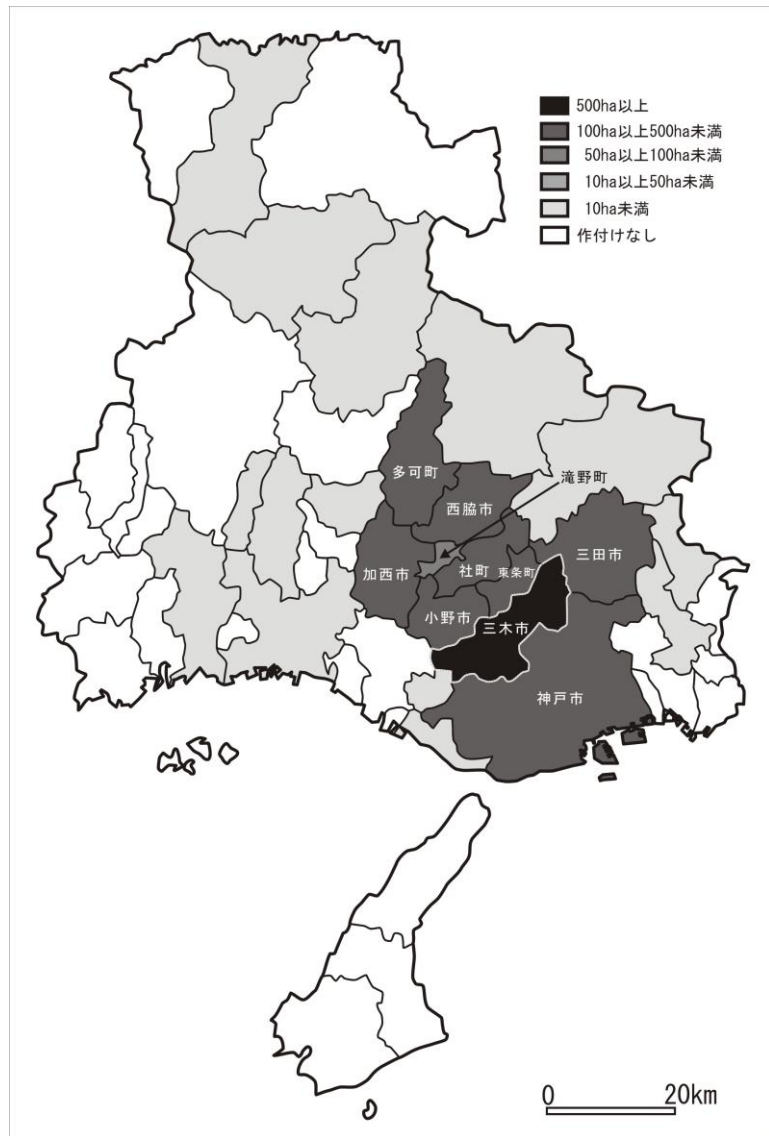 500ha以上
100ha以上500ha未満
50ha以上100ha未満
10ha以上50ha未満
10ha未満
作付けなし
多可町
滝野町
西脇市
加西市
社町
東条町
三田市
小野市
三木市
神戸市
0
20km